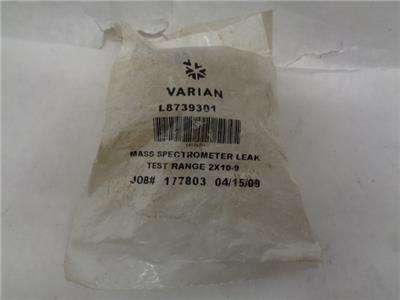 VARIAN
L8739301
MASS SPECTROMETER LEAK
TEST RANGE 2X10-9
JOB# 177803 04/15/09